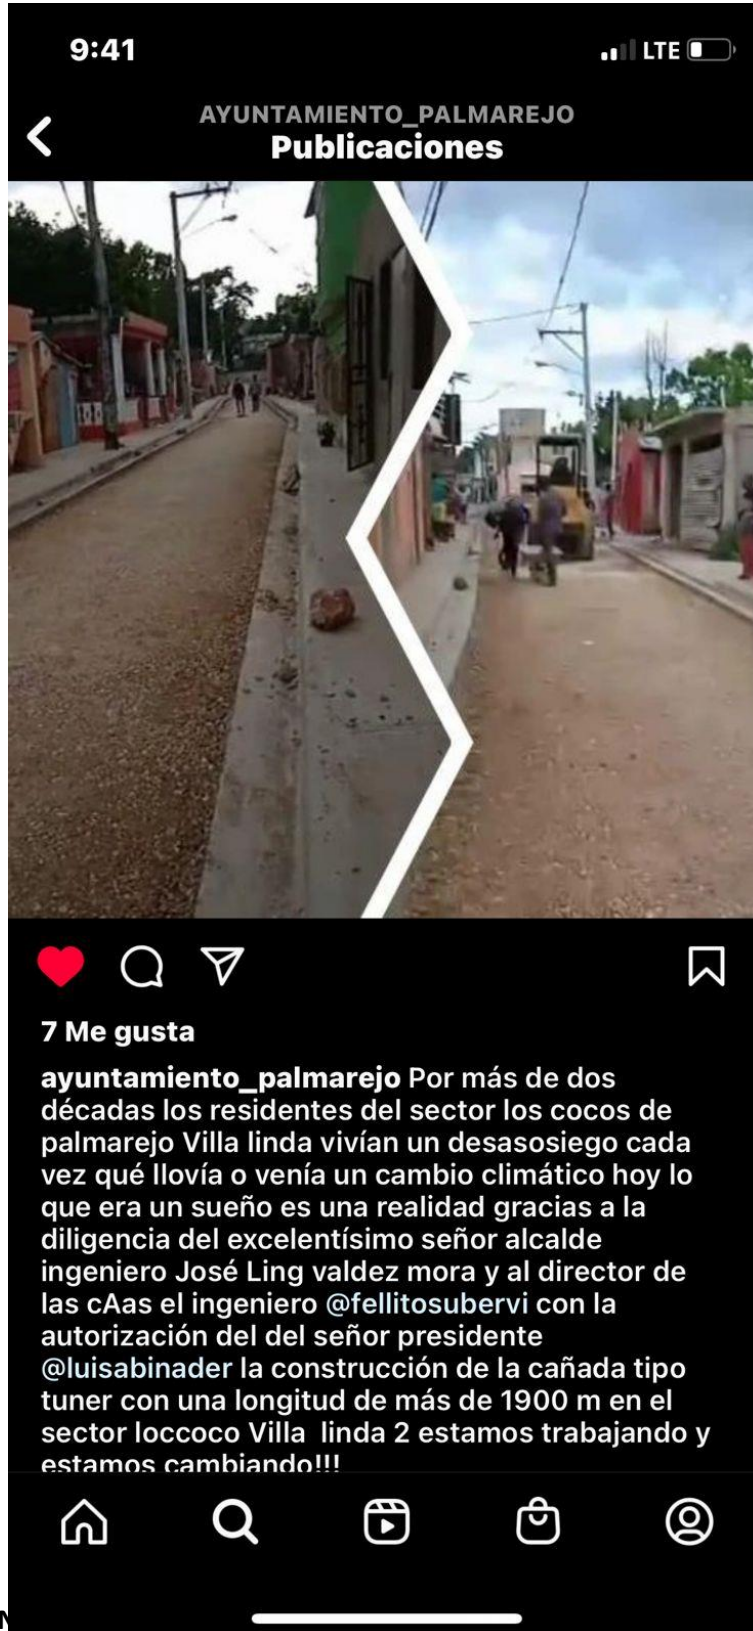 9:41
LTE
AYUNTAMIENTO_PALMAREJO
Publicaciones
7 Me gusta
ayuntamiento_palmarejo Por más de dos
décadas los residentes del sector los cocos de
palmarejo Villa linda vivían un desasosiego cada
vez qué llovía o venía un cambio climático hoy lo
que era un sueño es una realidad gracias a la
diligencia del excelentísimo señor alcalde
ingeniero José Ling valdez mora y al director de
las cAas el ingeniero @fellitosubervi con la
autorización del del señor presidente
@luisabinader la construcción de la cañada tipo
tuner con una longitud de más de 1900 m en el
sector loccoco Villa linda 2 estamos trabajando y
estamos cambiando!!!